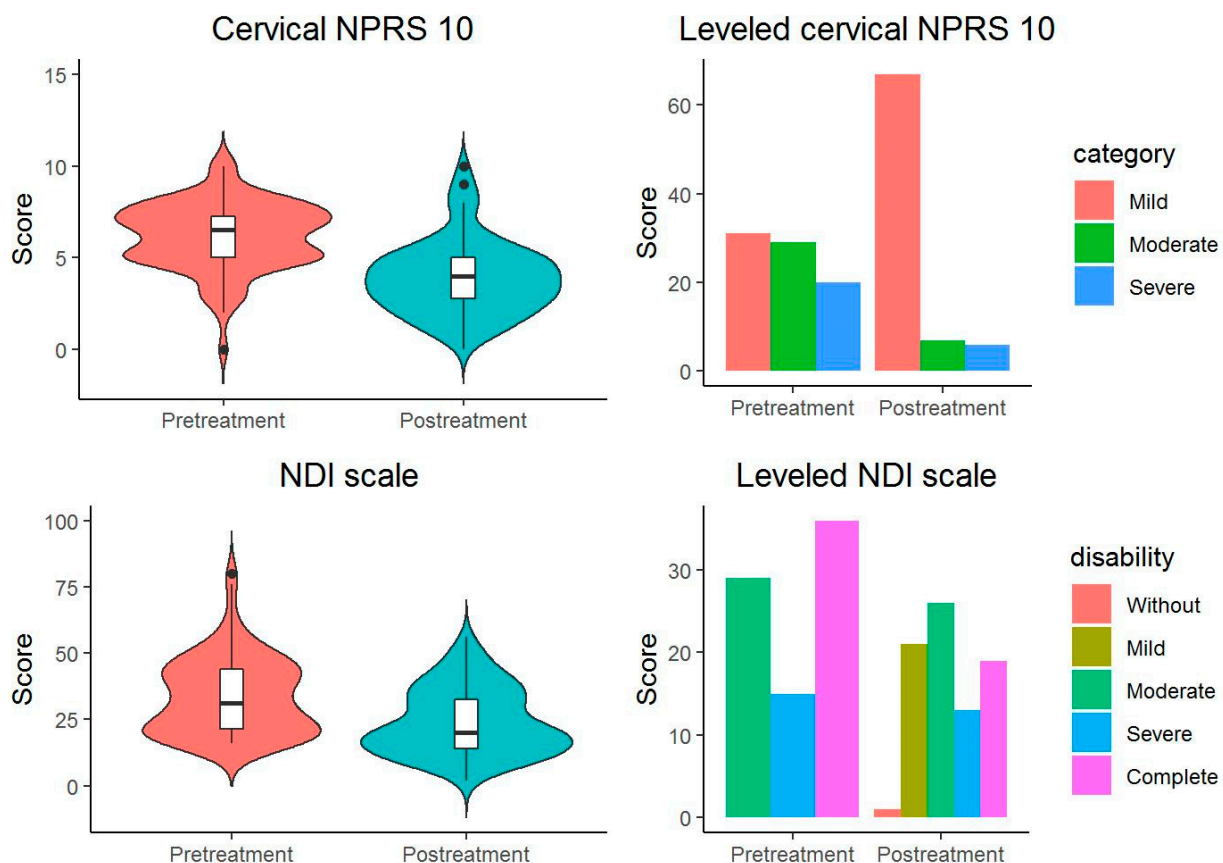 Cervical NPRS 10
Score
15
10
5
0
Pretreatment
Postreatment
Leveled cervical NPRS 10
Score
60
40
20
0
Pretreatment
Postreatment
category
Mild
Moderate
Severe
NDI scale
Score
100
75
50
25
0
Pretreatment
Postreatment
Leveled NDI scale
Score
30
20
10
0
Pretreatment
Postreatment
disability
Without
Mild
Moderate
Severe
Complete